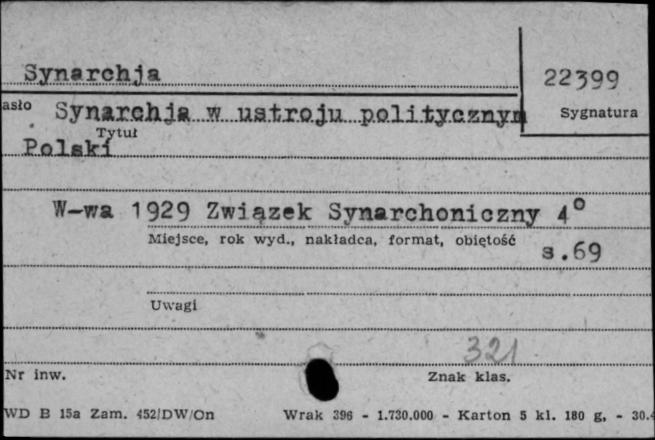 Synarchja
22399
asło Synarchja w ustroju politycznym
Sygnatura
Tytuł
Polski
W-wa 1929 Związek Synarchoniczny 4°
Miejsce, rok wyd., nakładca, format, obiętość
s.69
Uwagi
321
Nr inw.
Znak klas.
WD B 15a Zam. 452/DW/On Wrak 396 - 1.730.000 - Karton 5 kl. 180 g, - 30.4